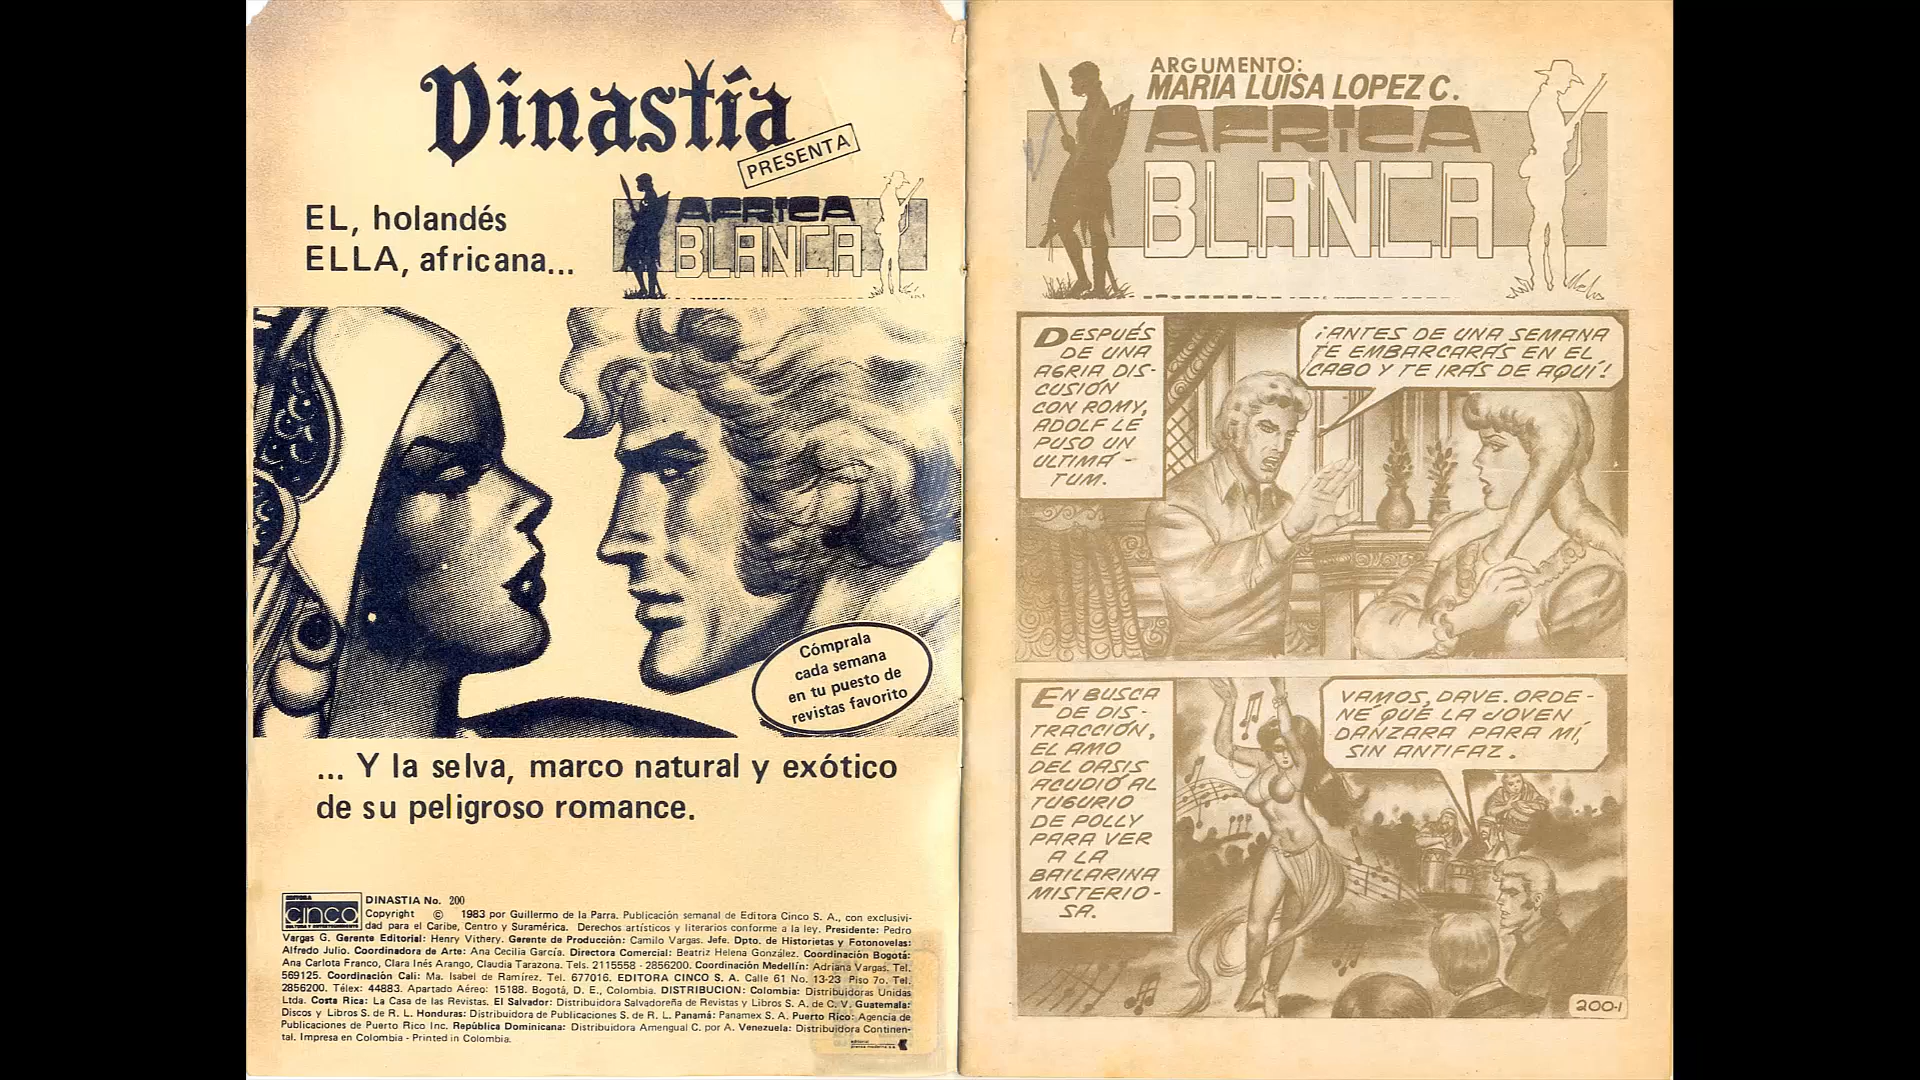 Dinastía
PRESENTA
AFRICA
BLANCA
EL, holandés
ELLA, africana...
Cómprala
cada semana
en tu puesto de
revistas favorito
... Y la selva, marco natural y exótico
de su peligroso romance.
EDITORA
cinco
DINASTIA No. 200
Copyright © 1983 por Guillermo de la Parra. Publicación semanal de Editora Cinco S. A., con exclusivi-
dad para el Caribe, Centro y Suramérica. Derechos artísticos y literarios conforme a la ley. Presidente: Pedro
Vargas G. Gerente Editorial: Henry Vithery. Gerente de Producción: Camilo Vargas. Jefe. Dpto. de Historietas y Fotonovelas:
Alfredo Julio. Coordinadora de Arte: Ana Cecilia García. Directora Comercial: Beatriz Helena González. Coordinación Bogotá:
Ana Carlota Franco, Clara Inés Arango, Claudia Tarazona. Tels. 2115558 - 2856200. Coordinación Medellín: Adriana Vargas. Tel.
569125. Coordinación Cali: Ma. Isabel de Ramírez. Tel. 677016. EDITORA CINCO S. A. Calle 61 No. 13-23 Piso 7o. Tel.
2856200. Télex: 44883. Apartado Aéreo: 15188. Bogotá, D. E., Colombia. DISTRIBUCION: Colombia: Distribuidoras Unidas
Ltda. Costa Rica: La Casa de las Revistas. El Salvador: Distribuidora Salvadoreña de Revistas y Libros S. A. de C. V. Guatemala:
Discos y Libros S. de R. L. Honduras: Distribuidora de Publicaciones S. de R. L. Panamá: Panamex S. A. Puerto Rico: Agencia de
Publicaciones de Puerto Rico Inc. República Dominicana: Distribuidora Amengual C. por A. Venezuela: Distribuidora Continen-
tal. Impresa en Colombia - Printed in Colombia.
ARGUMENTO:
MARIA LUISA LOPEZ C.
AFRICA
BLANCA
DESPUÉS
DE UNA
AGRIA DIS-
CUSIÓN
CON ROMY,
ADOLF LE
PUSO UN
ULTIMÁ-
TUM.
¡ANTES DE UNA SEMANA
TE EMBARCARÁS EN EL
CABO Y TE IRÁS DE AQUÍ!
EN BUSCA
DE DIS-
TRACCIÓN,
EL AMO
DEL OASIS
ACUDIÓ AL
TUGURIO
DE POLLY
PARA VER
A LA
BAILARINA
MISTERIO-
SA.
VAMOS, DAVE. ORDE-
NÉ QUE LA JOVEN
DANZARA PARA MÍ,
SIN ANTIFAZ.
200-1